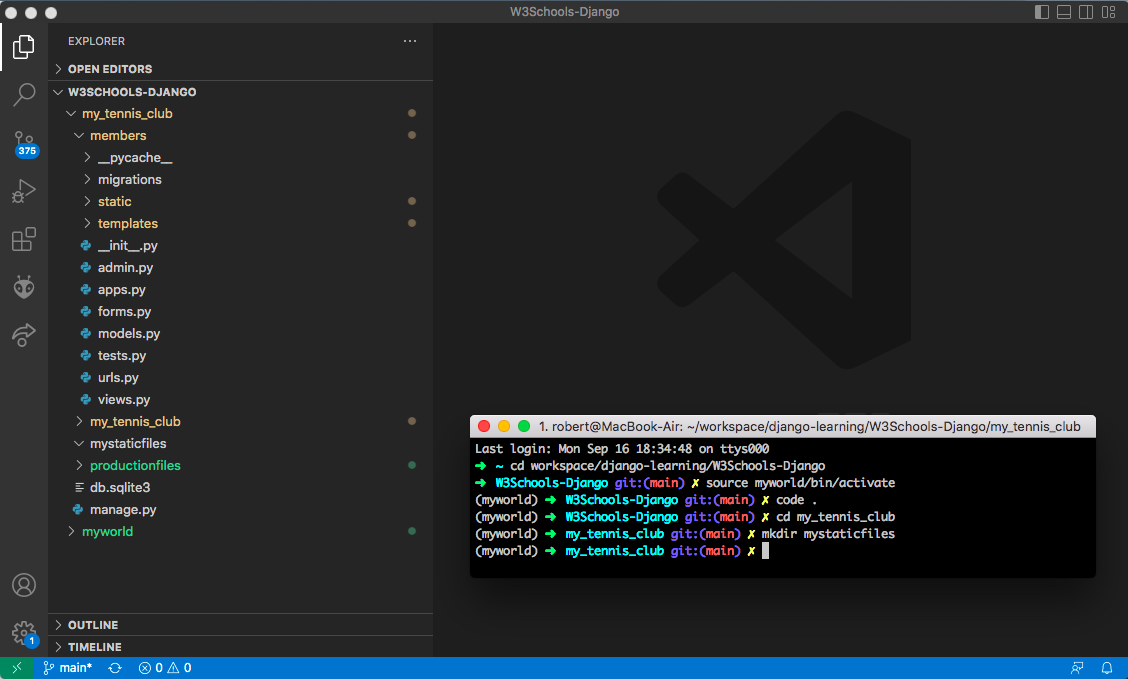 W3Schools-Django
EXPLORER
OPEN EDITORS
W3SCHOOLS-DJANGO
my_tennis_club
members
__pycache__
migrations
static
templates
__init__.py
admin.py
apps.py
forms.py
models.py
tests.py
urls.py
views.py
my_tennis_club
mystaticfiles
productionfiles
db.sqlite3
manage.py
myworld
OUTLINE
TIMELINE
375
1
main*
0
0
1. robert@MacBook-Air: ~/workspace/django-learning/W3Schools-Django/my_tennis_club
Last login: Mon Sep 16 18:34:48 on ttys000
➜ ~ cd workspace/django-learning/W3Schools-Django
➜ W3Schools-Django git:(main) ✗ source myworld/bin/activate
(myworld) ➜ W3Schools-Django git:(main) ✗ code .
(myworld) ➜ W3Schools-Django git:(main) ✗ cd my_tennis_club
(myworld) ➜ my_tennis_club git:(main) ✗ mkdir mystaticfiles
(myworld) ➜ my_tennis_club git:(main) ✗